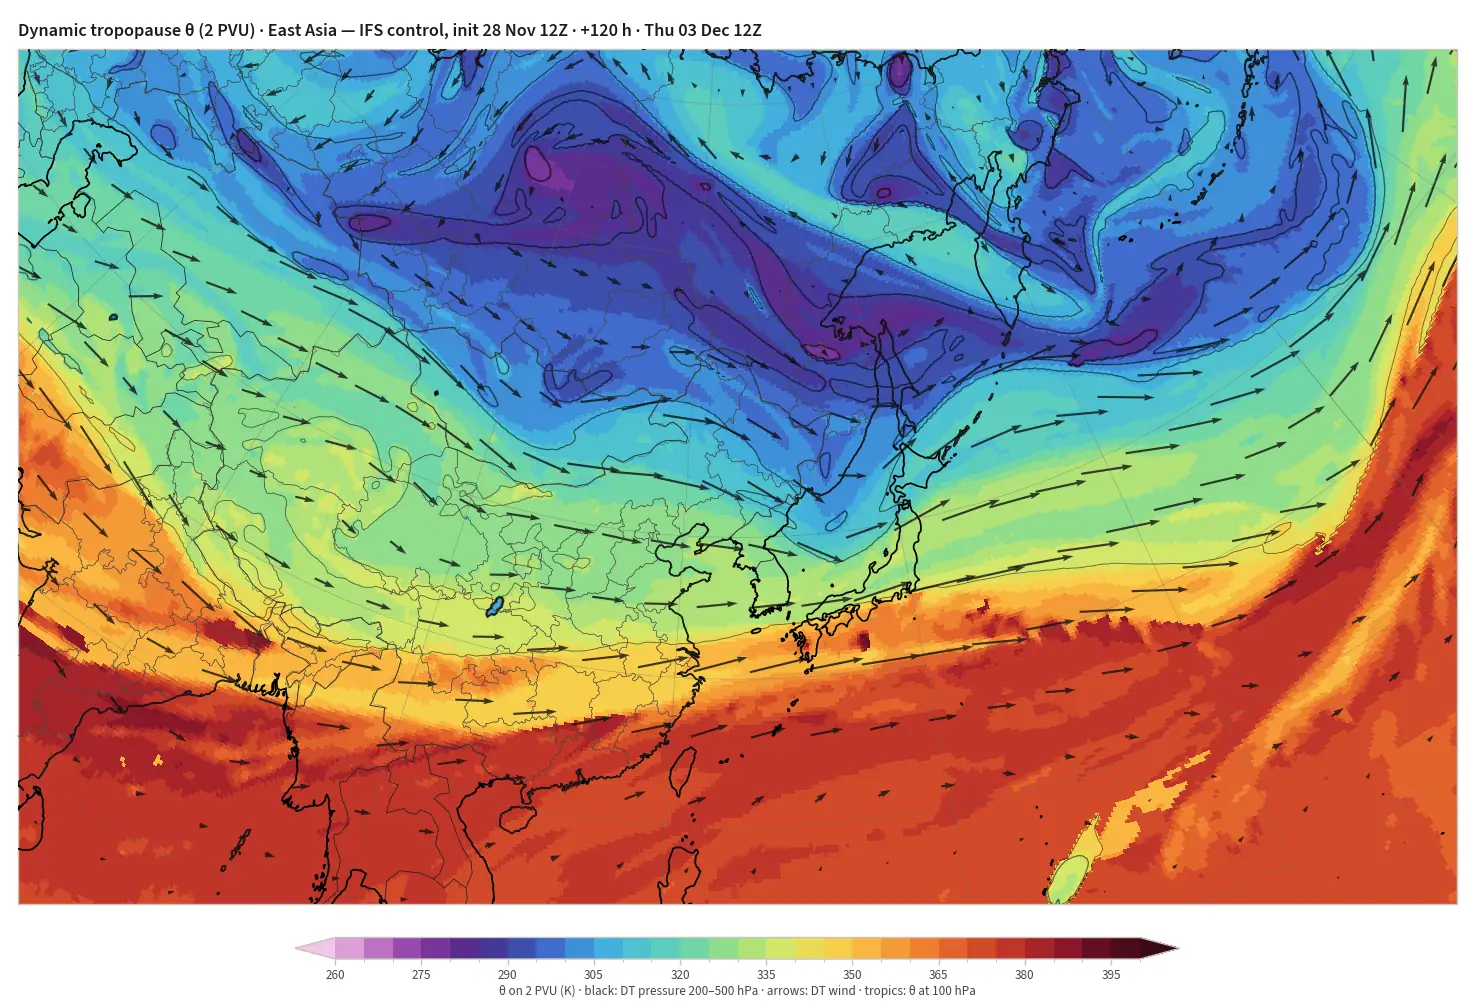 Dynamic tropopause θ (2 PVU) · East Asia — IFS control, init 28 Nov 12Z · +120 h · Thu 03 Dec 12Z
260 275 290 305 320 335 350 365 380 395
θ on 2 PVU (K) · black: DT pressure 200–500 hPa · arrows: DT wind · tropics: θ at 100 hPa